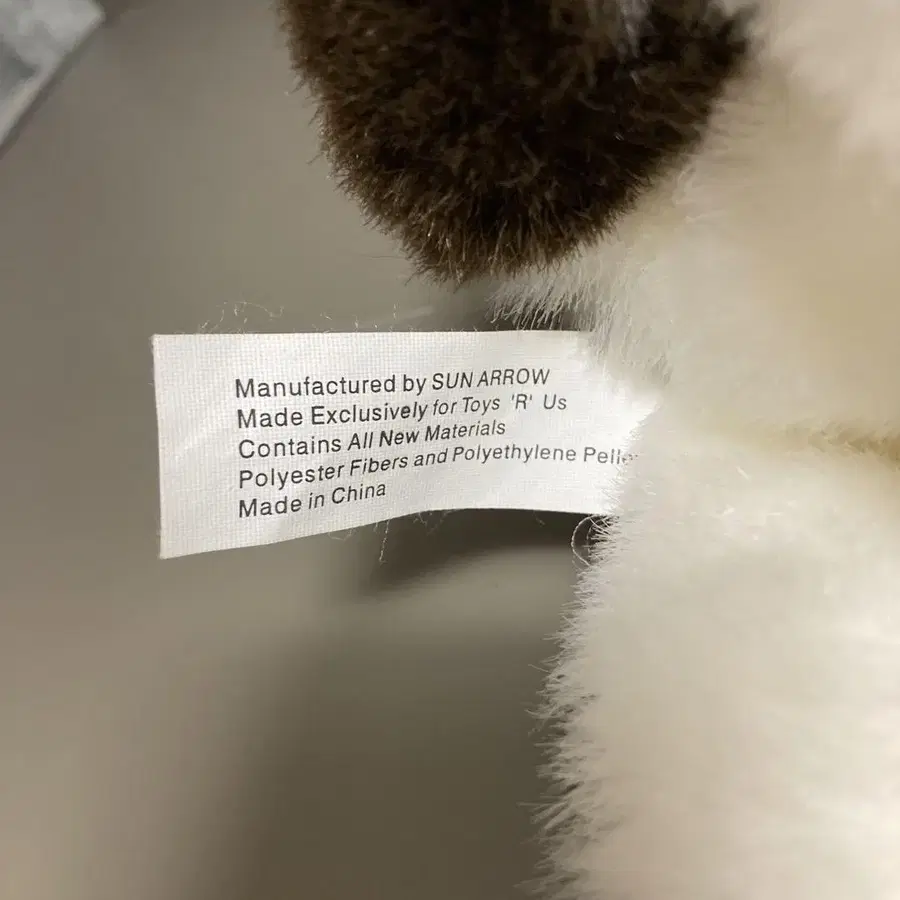 Manufactured by SUN ARROW
Made Exclusively for Toys 'R' Us
Contains All New Materials
Polyester Fibers and Polyethylene
Made in China